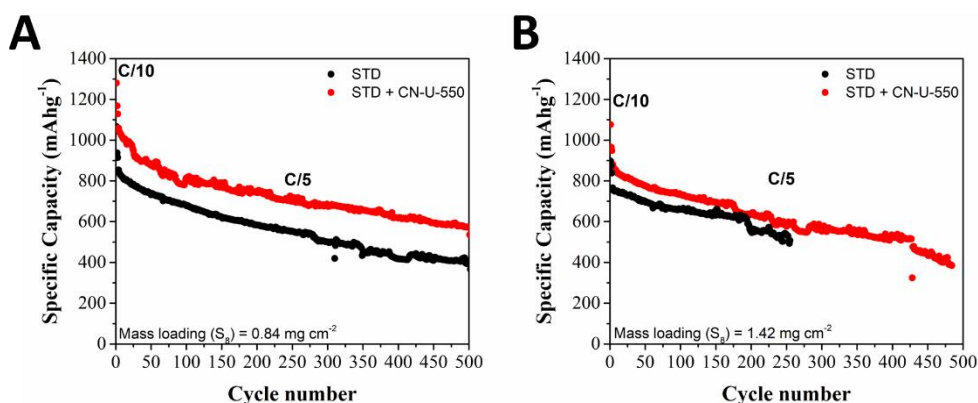 A
Specific Capacity (mAhg⁻¹)
1400
1200
1000
800
600
400
200
0
C/10
STD
STD + CN-U-550
C/5
Mass loading (S₈) = 0.84 mg cm⁻²
0 50 100 150 200 250 300 350 400 450 500
Cycle number
B
Specific Capacity (mAhg⁻¹)
1400
1200
1000
800
600
400
200
0
C/10
STD
STD + CN-U-550
C/5
Mass loading (S₈) = 1.42 mg cm⁻²
0 50 100 150 200 250 300 350 400 450 500
Cycle number